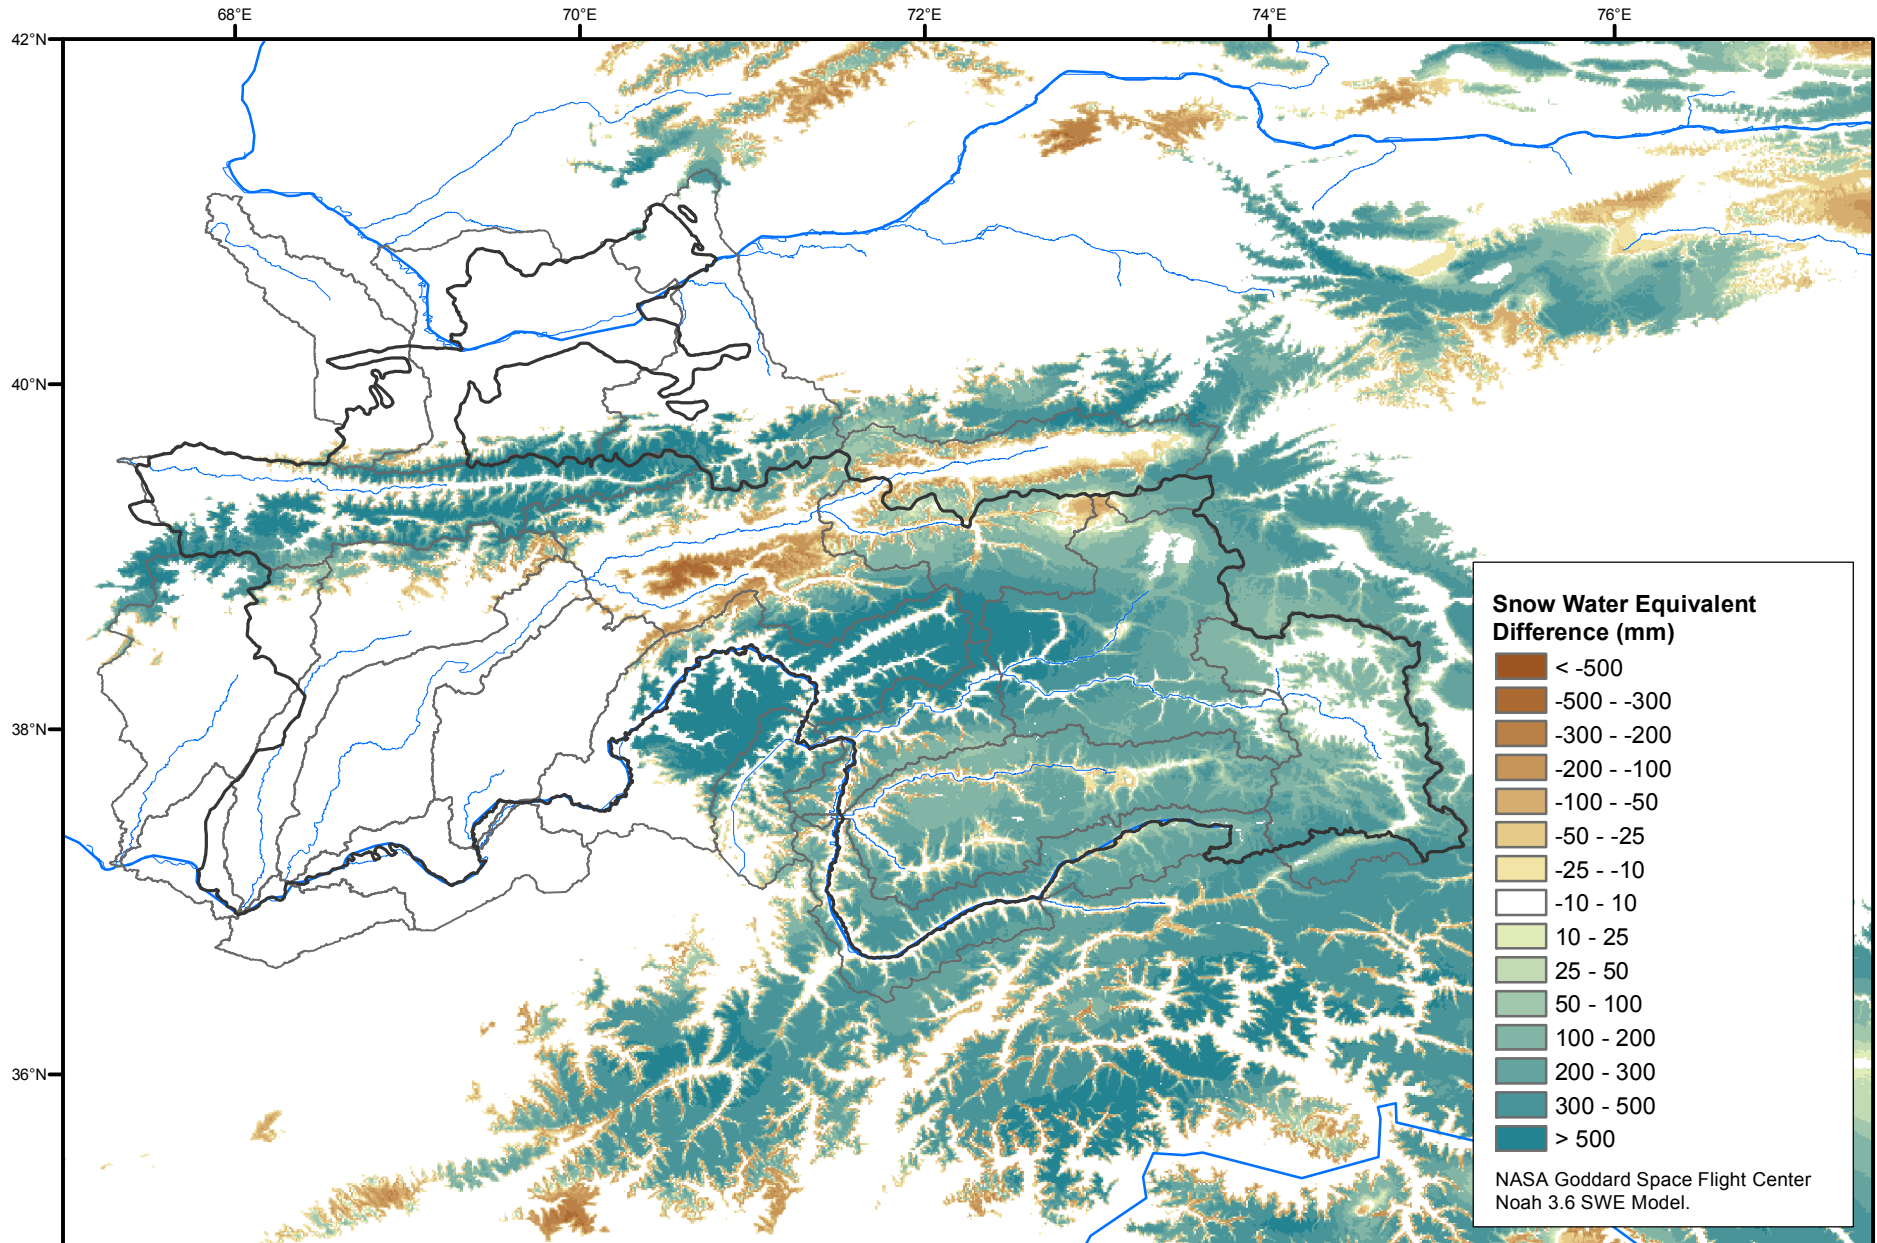 68°E
70°E
72°E
74°E
76°E
42°N
40°N
38°N
36°N
Snow Water Equivalent
Difference (mm)
< -500
-500 - -300
-300 - -200
-200 - -100
-100 - -50
-50 - -25
-25 - -10
-10 - 10
10 - 25
25 - 50
50 - 100
100 - 200
200 - 300
300 - 500
> 500
NASA Goddard Space Flight Center
Noah 3.6 SWE Model.